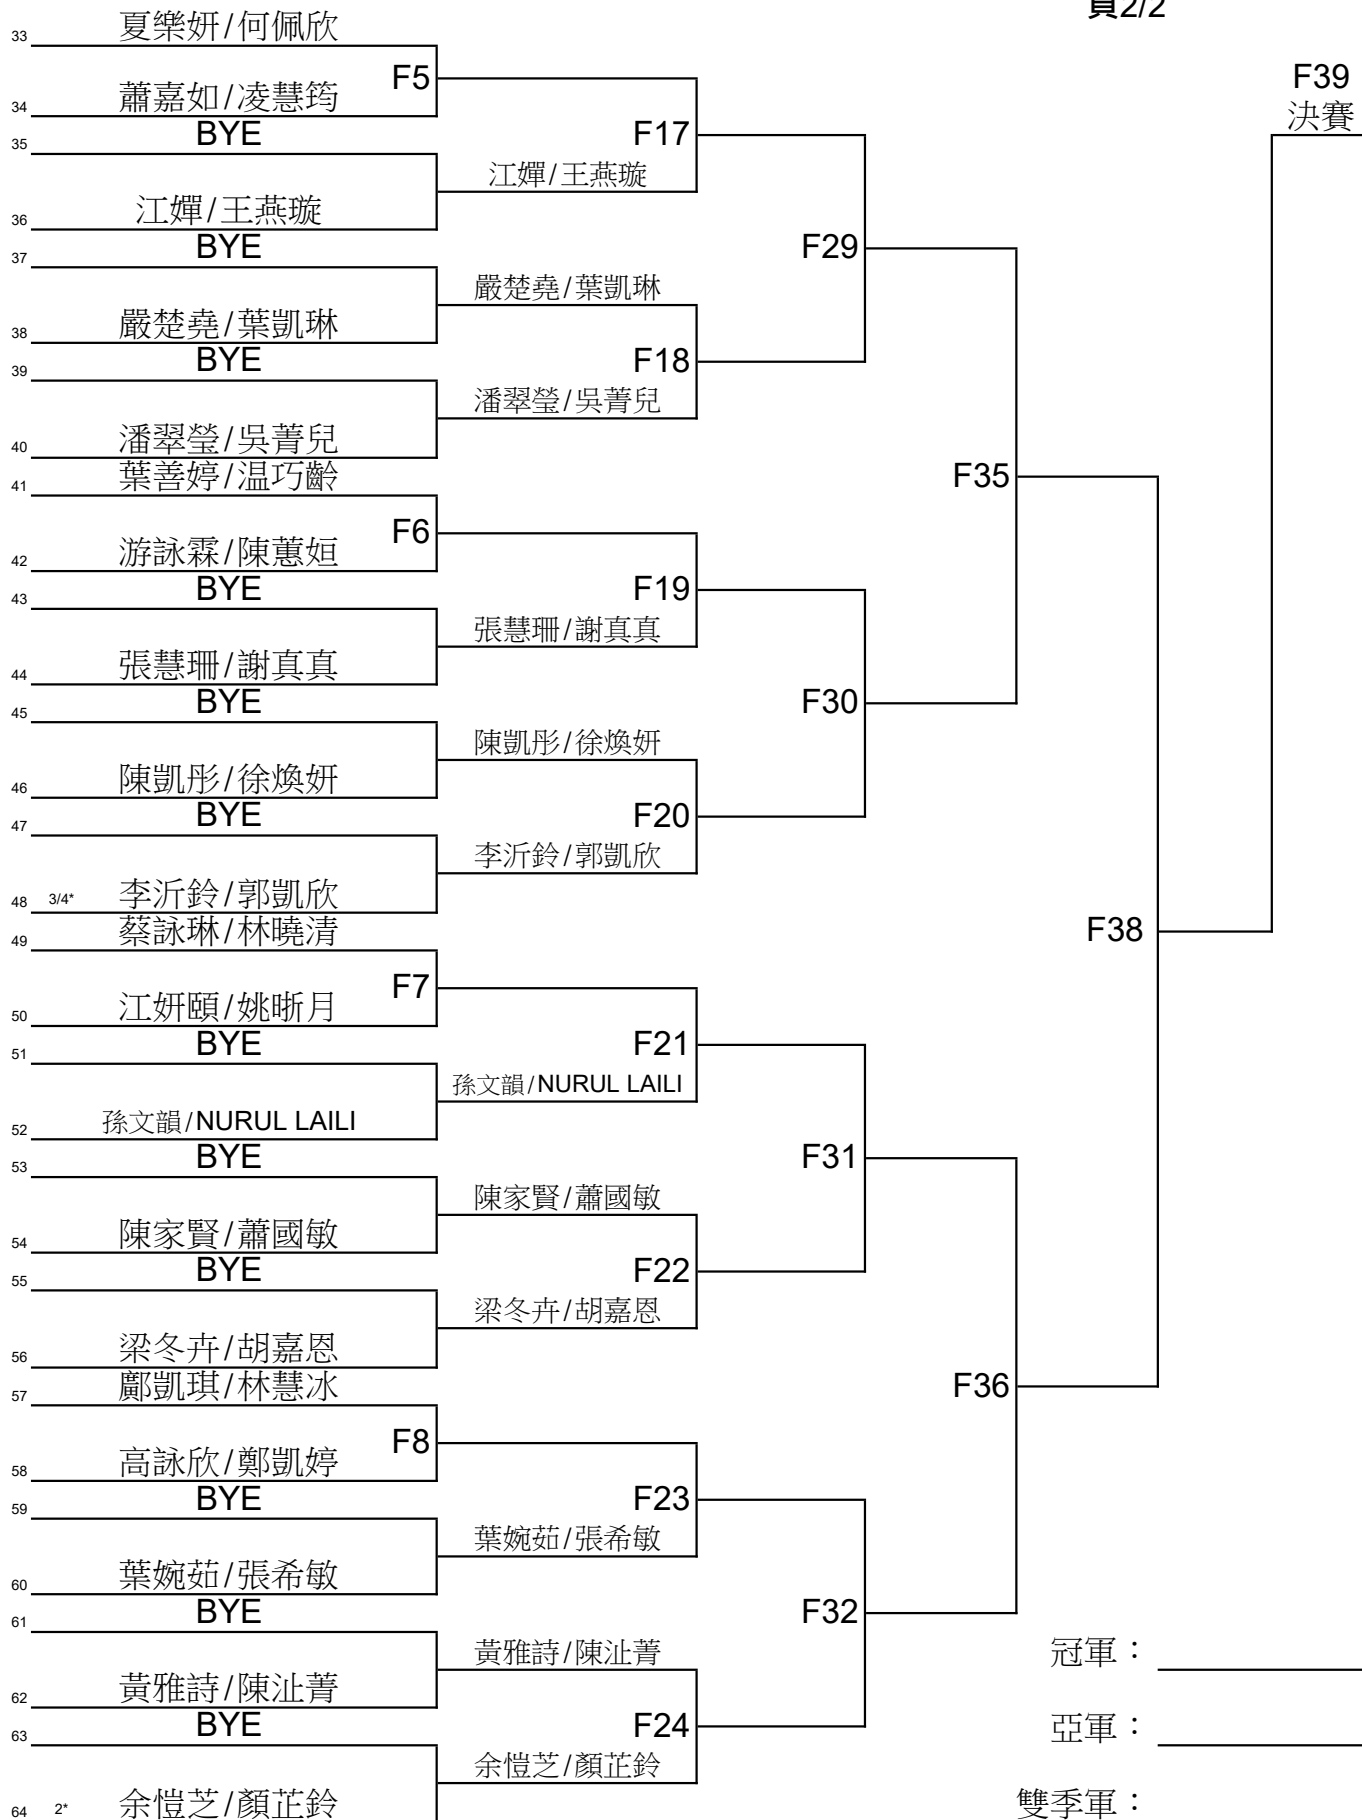 頁2/2
33 夏樂妍/何佩欣
F39
決賽
F5
34 蕭嘉如/凌慧筠
35 BYE
F17
江嬋/王燕璇
36 江嬋/王燕璇
37 BYE
F29
嚴楚堯/葉凱琳
38 嚴楚堯/葉凱琳
39 BYE
F18
潘翠瑩/吳菁兒
40 潘翠瑩/吳菁兒
41 葉善婷/温巧齡
F35
F6
42 游詠霖/陳蕙姮
43 BYE
F19
張慧珊/謝真真
44 張慧珊/謝真真
45 BYE
F30
陳凱彤/徐煥妍
46 陳凱彤/徐煥妍
47 BYE
F20
李沂鈴/郭凱欣
48 3/4* 李沂鈴/郭凱欣
49 蔡詠琳/林曉清
F38
F7
50 江妍頤/姚晰月
51 BYE
F21
孫文韻/NURUL LAILI
52 孫文韻/NURUL LAILI
53 BYE
F31
陳家賢/蕭國敏
54 陳家賢/蕭國敏
55 BYE
F22
梁冬卉/胡嘉恩
56 梁冬卉/胡嘉恩
57 鄺凱琪/林慧冰
F36
F8
58 高詠欣/鄭凱婷
59 BYE
F23
葉婉茹/張希敏
60 葉婉茹/張希敏
61 BYE
F32
黃雅詩/陳沚菁
冠軍：
62 黃雅詩/陳沚菁
63 BYE
F24
亞軍：
余愷芝/顏芷鈴
64 2* 余愷芝/顏芷鈴
雙季軍：